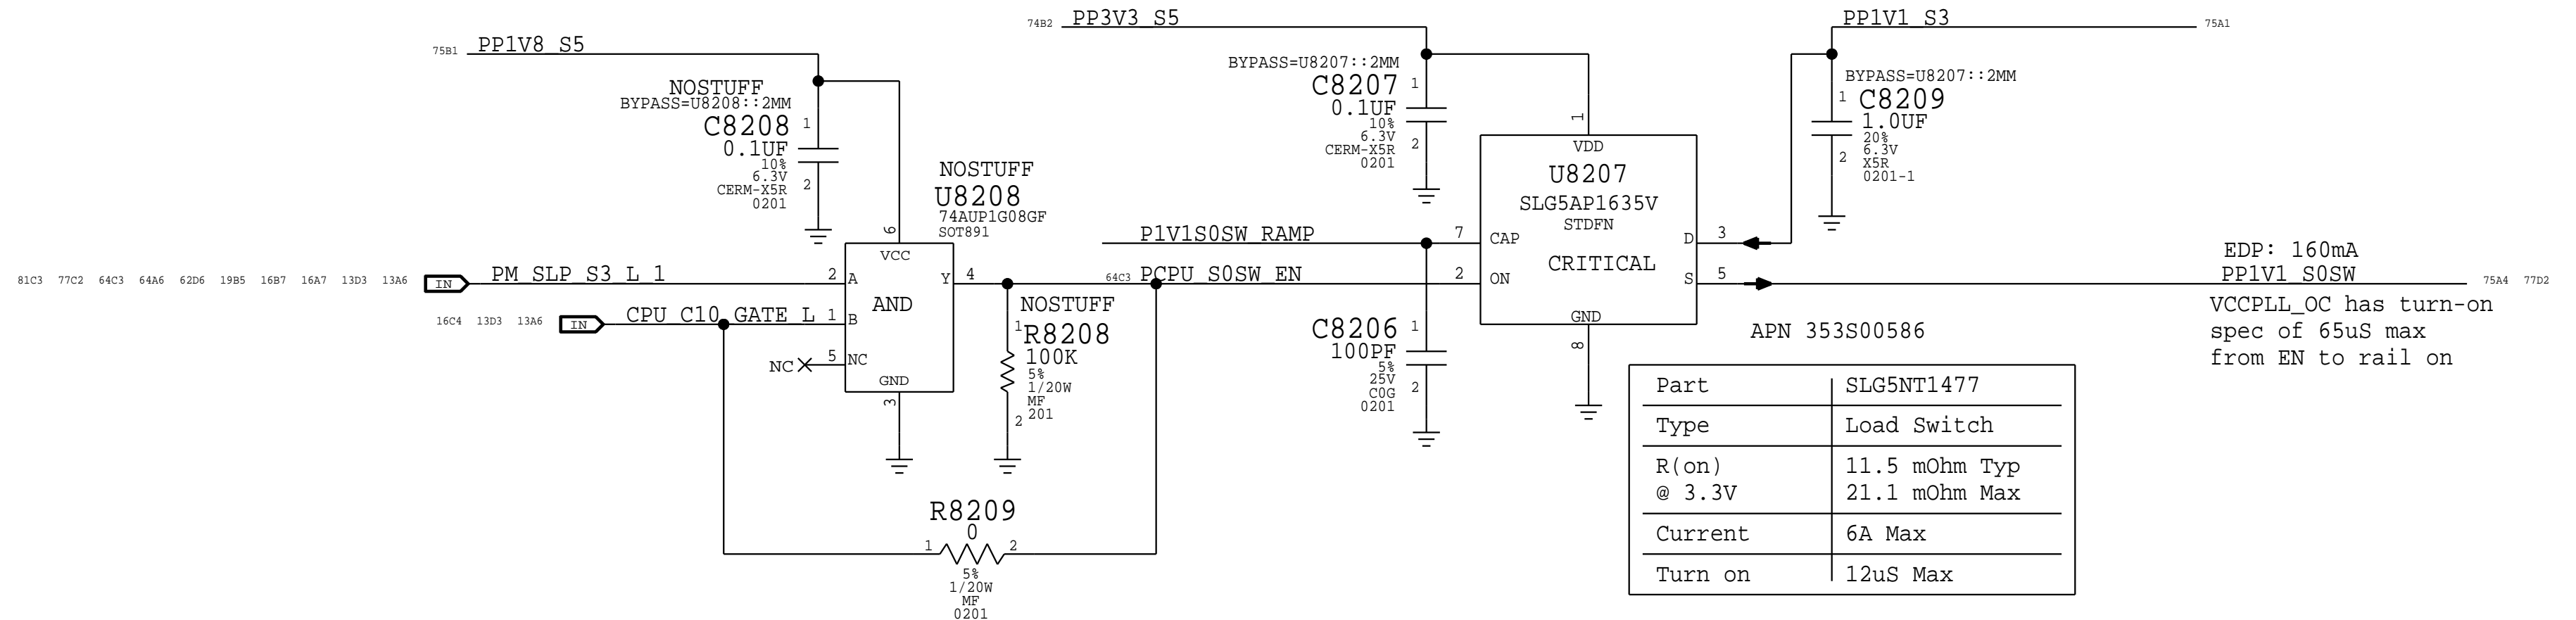 75B1 PP1V8_S5
NOSTUFF
BYPASS=U8208::2MM
C8208
0.1UF
10%
6.3V
CERM-X5R
0201
1
2
NOSTUFF
U8208
74AUP1G08GF
SOT891
6
VCC
81C3 77C2 64C3 64A6 62D6 19B5 16B7 16A7 13D3 13A6 IN PM_SLP_S3_L_1 2 A
16C4 13D3 13A6 IN CPU_C10_GATE_L 1 B
AND
Y 4
NC 5 NC
GND
3
NOSTUFF
1
R8208
100K
5%
1/20W
MF
201
2
R8209
0
1 2
5%
1/20W
MF
0201
74B2 PP3V3_S5
BYPASS=U8207::2MM
C8207
0.1UF
10%
6.3V
CERM-X5R
0201
1
2
P1V1S0SW_RAMP 7 CAP
64C3 PCPU_S0SW_EN 2 ON
C8206
100PF
5%
25V
C0G
0201
1
2
1
VDD
U8207
SLG5AP1635V
STDFN
CRITICAL
D 3
S 5
GND
8
PP1V1_S3 75A1
BYPASS=U8207::2MM
1 C8209
1.0UF
20%
6.3V
2 X5R
0201-1
EDP: 160mA
PP1V1_S0SW 75A4 77D2
VCCPLL_OC has turn-on
spec of 65uS max
from EN to rail on
APN 353S00586
Part SLG5NT1477
Type Load Switch
R(on) 11.5 mOhm Typ
@ 3.3V 21.1 mOhm Max
Current 6A Max
Turn on 12uS Max